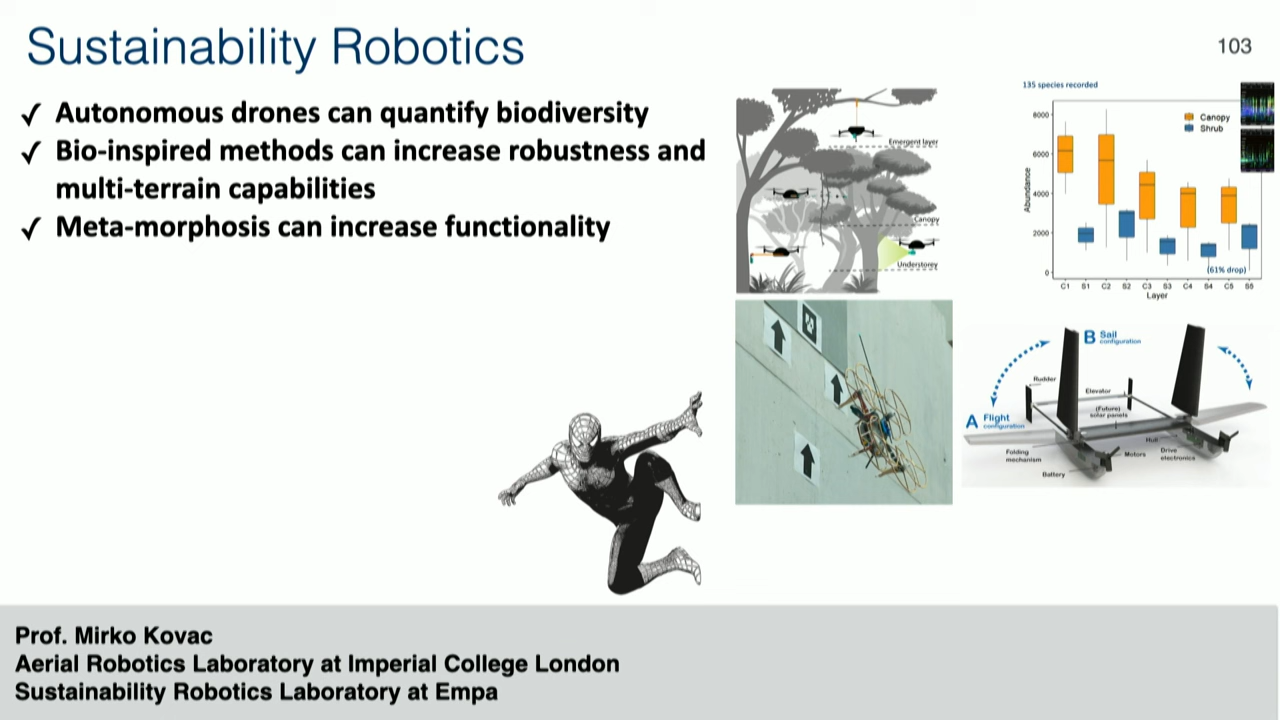 Sustainability Robotics
103
✓ Autonomous drones can quantify biodiversity
✓ Bio-inspired methods can increase robustness and
multi-terrain capabilities
✓ Meta-morphosis can increase functionality
Emergent layer
Canopy
Understorey
135 species recorded
Canopy
Shrub
Abundance
8000
6000
4000
2000
0
(61% drop)
C1 S1 C2 S2 C3 S3 C4 S4 C5 S5
Layer
B Sail
configuration
Rudder
Elevator
(Future)
solar panels
A Flight
configuration
Hull
Folding
mechanism
Motors
Drive
electronics
Battery
Prof. Mirko Kovac
Aerial Robotics Laboratory at Imperial College London
Sustainability Robotics Laboratory at Empa